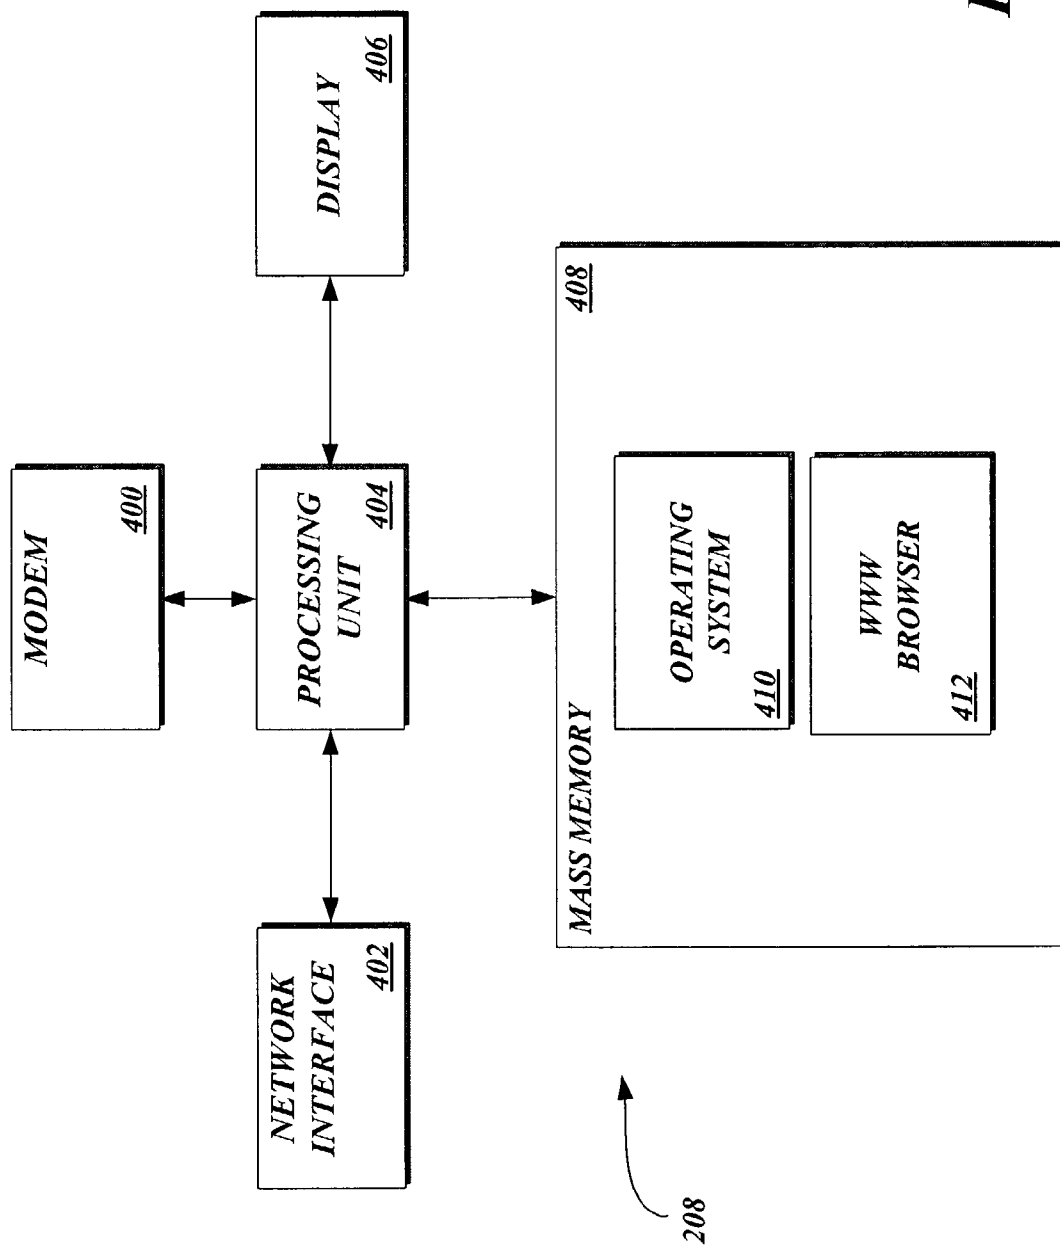 MODEM
400
NETWORK
INTERFACE
402
PROCESSING
UNIT
404
DISPLAY
406
MASS MEMORY
408
OPERATING
SYSTEM
410
WWW
BROWSER
412
208